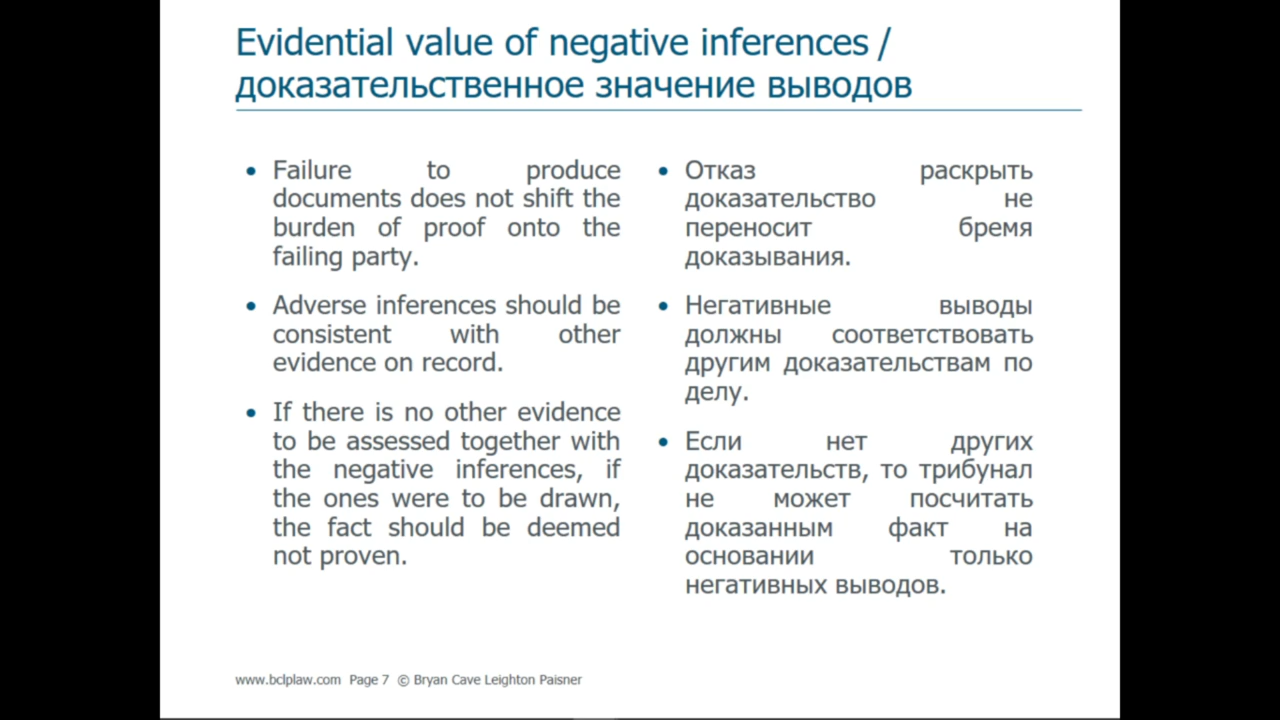 Evidential value of negative inferences /
доказательственное значение выводов
• Failure to produce
documents does not shift the
burden of proof onto the
failing party.
• Adverse inferences should be
consistent with other
evidence on record.
• If there is no other evidence
to be assessed together with
the negative inferences, if
the ones were to be drawn,
the fact should be deemed
not proven.
• Отказ раскрыть
доказательство не
переносит бремя
доказывания.
• Негативные выводы
должны соответствовать
другим доказательствам по
делу.
• Если нет других
доказательств, то трибунал
не может посчитать
доказанным факт на
основании только
негативных выводов.
www.bclplaw.com Page 7 © Bryan Cave Leighton Paisner